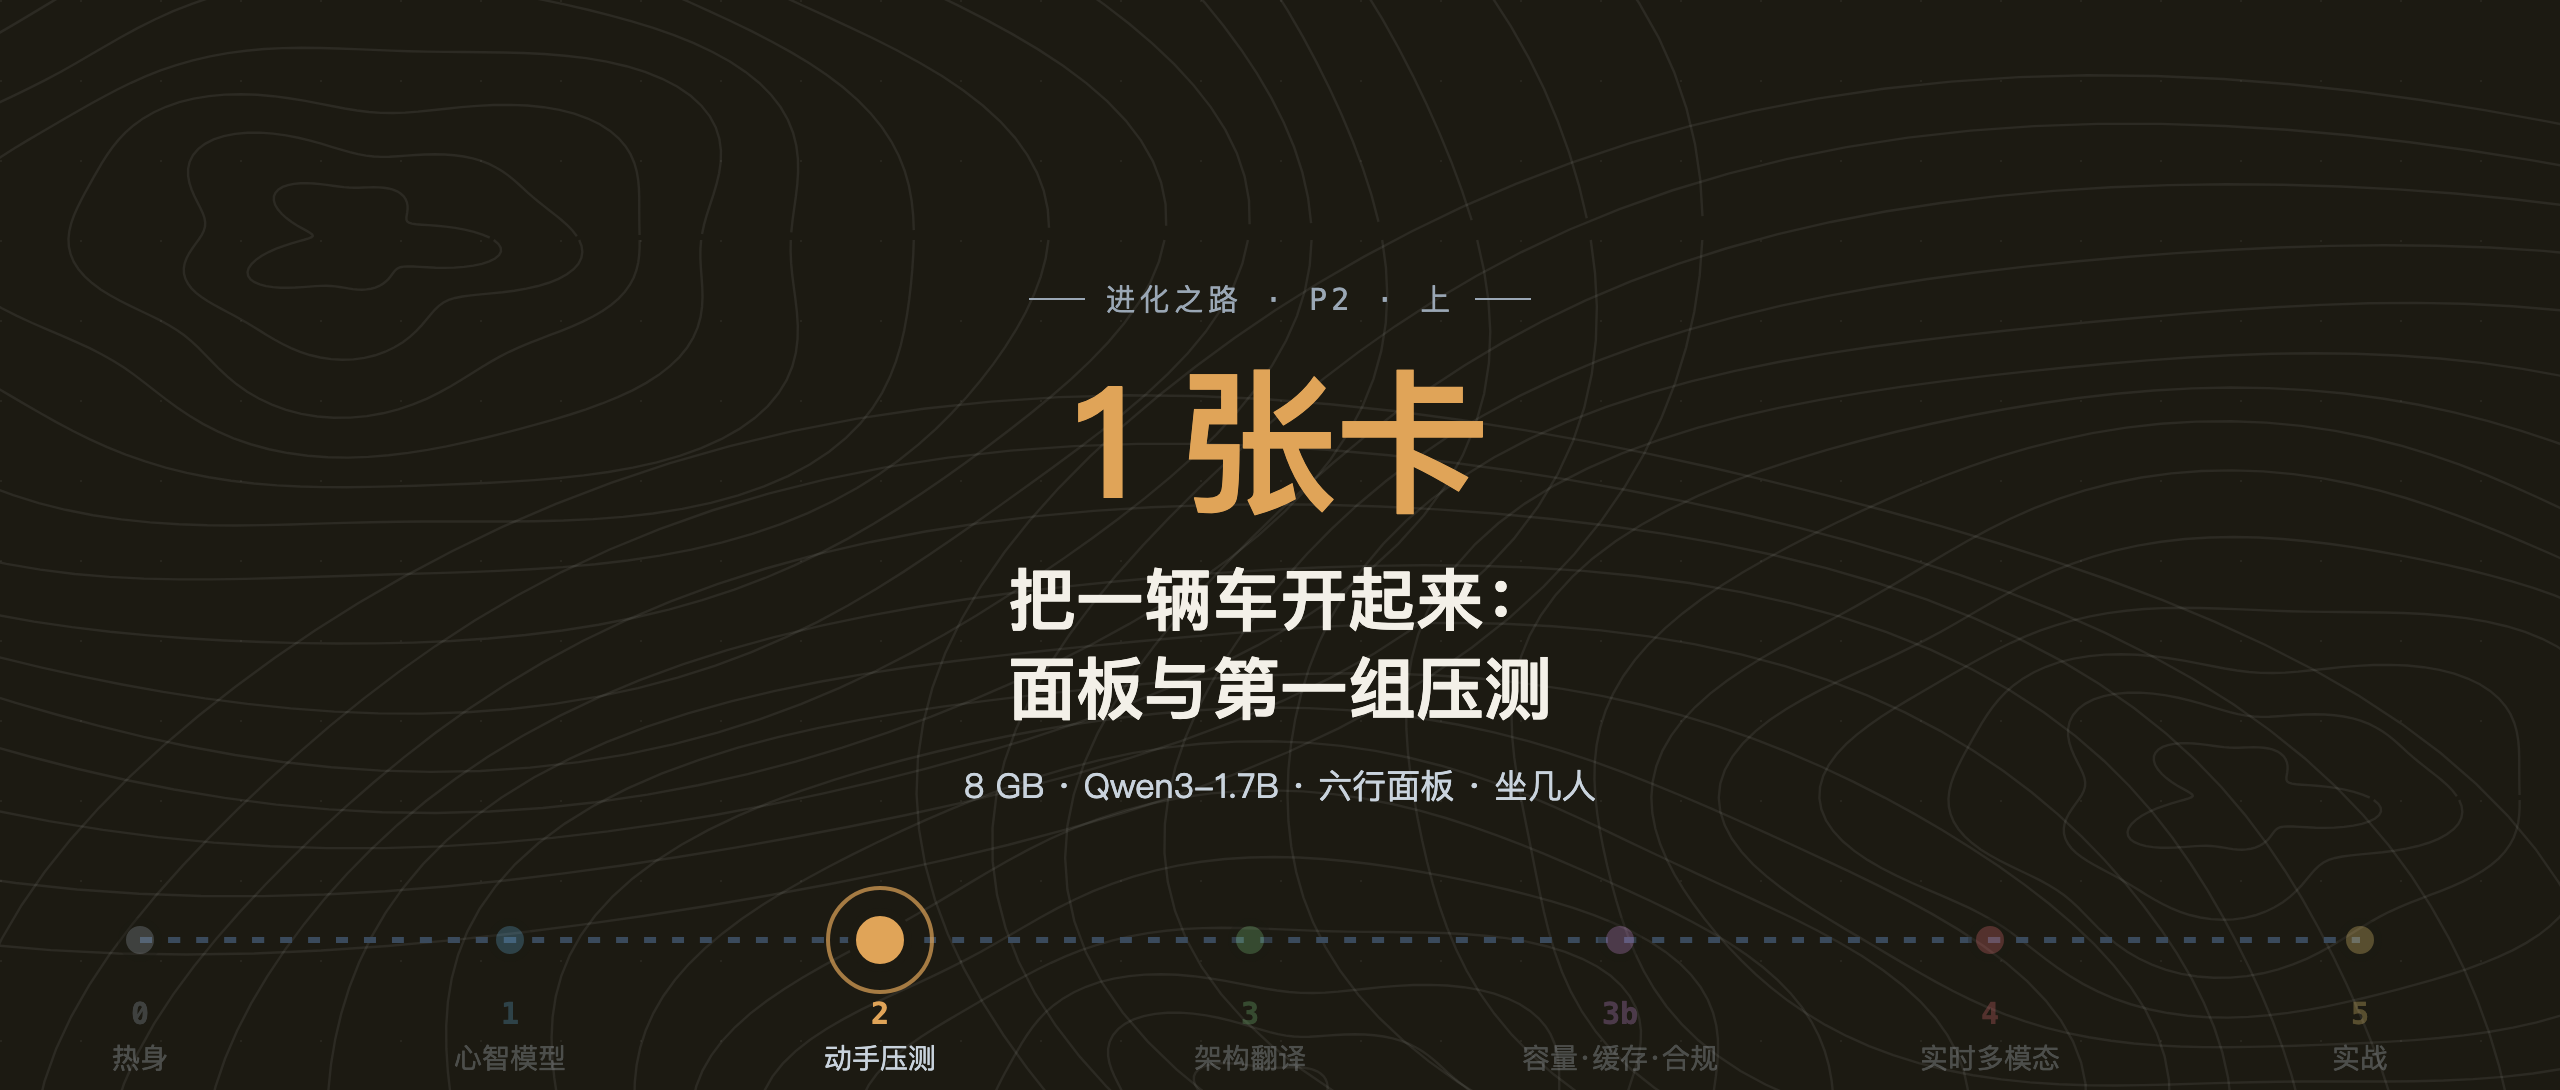 进化之路 · P2 · 上
1 张卡
把一辆车开起来：
面板与第一组压测
8 GB · Qwen3-1.7B · 六行面板 · 坐几人
0
热身
1
心智模型
2
动手压测
3
架构翻译
3b
容量·缓存·合规
4
实时多模态
5
实战